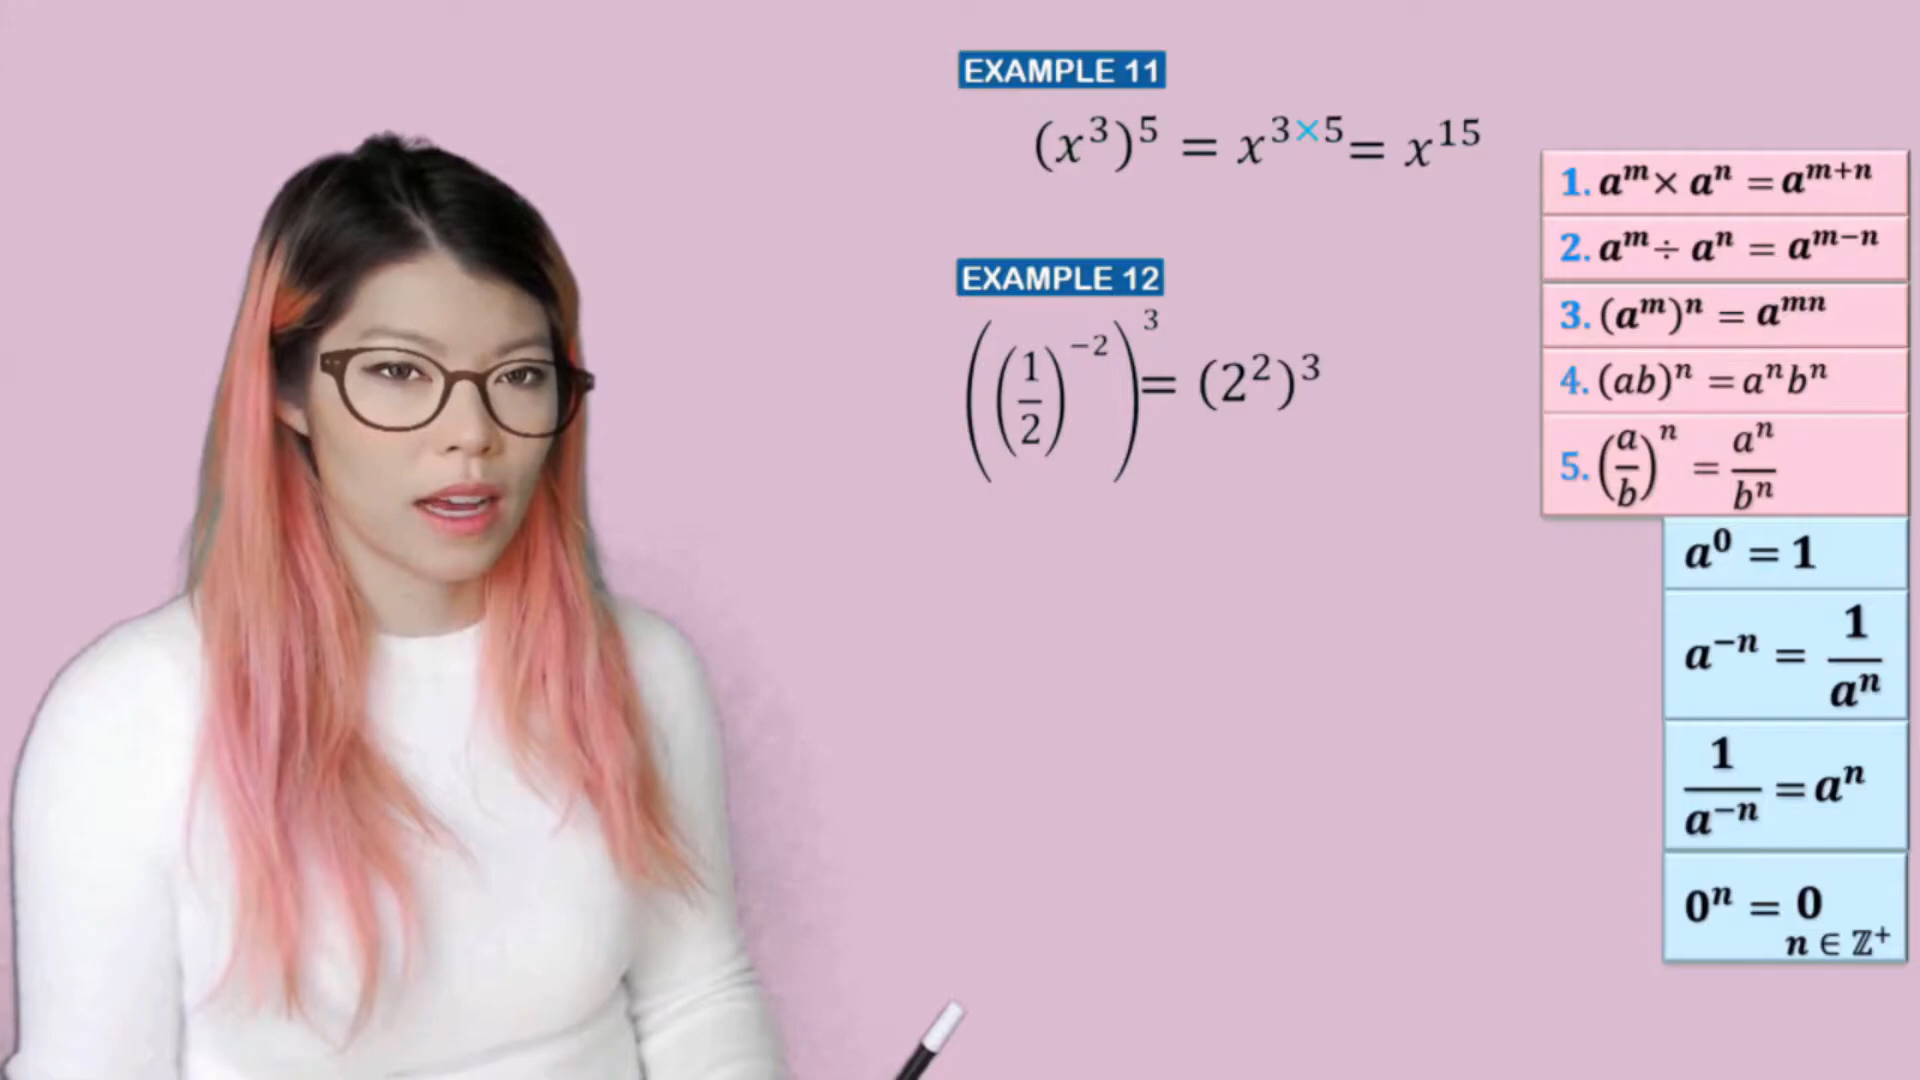 EXAMPLE 11
(x³)⁵ = x³ˣ⁵ = x¹⁵
EXAMPLE 12
((1/2)⁻²)³ = (2²)³
1. aᵐ × aⁿ = aᵐ⁺ⁿ
2. aᵐ ÷ aⁿ = aᵐ⁻ⁿ
3. (aᵐ)ⁿ = aᵐⁿ
4. (ab)ⁿ = aⁿbⁿ
5. (a/b)ⁿ = aⁿ/bⁿ
a⁰ = 1
a⁻ⁿ = 1/aⁿ
1/a⁻ⁿ = aⁿ
0ⁿ = 0
n ∈ ℤ⁺